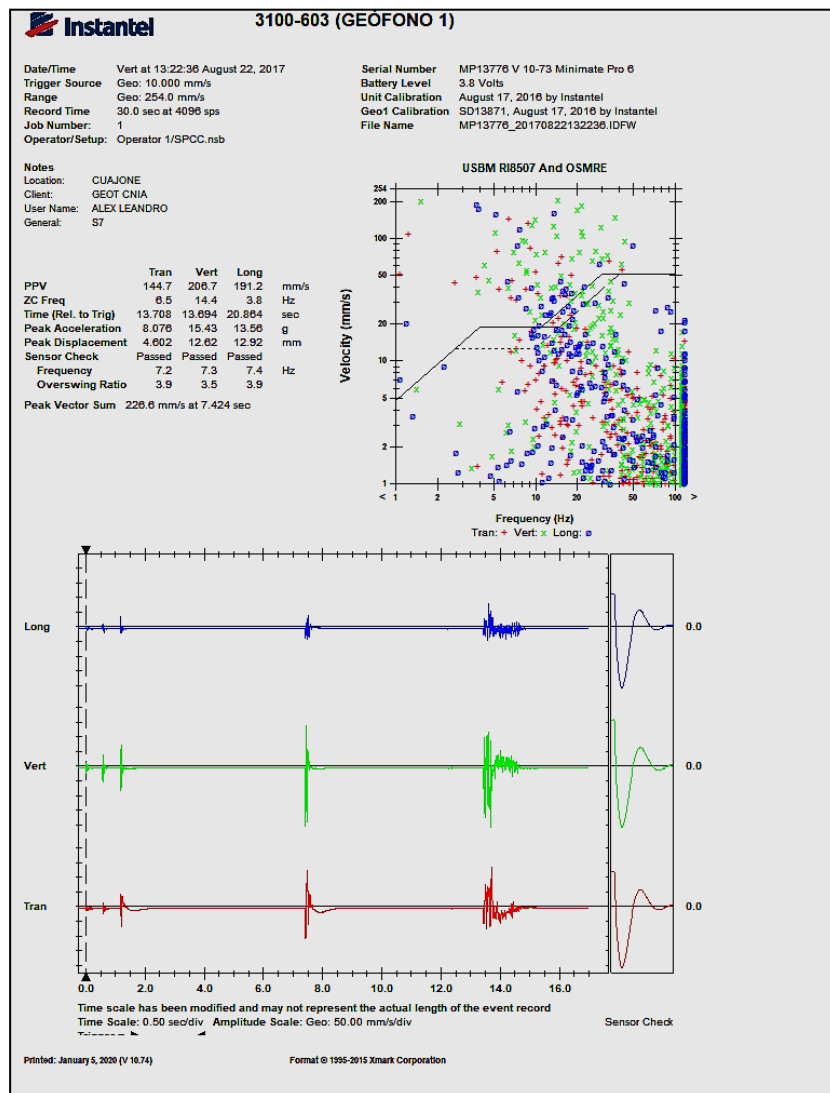 Instantel
3100-603 (GEÓFONO 1)
Date/Time Vert at 13:22:36 August 22, 2017
Trigger Source Geo: 10.000 mm/s
Range Geo: 254.0 mm/s
Record Time 30.0 sec at 4096 sps
Job Number: 1
Operator/Setup: Operator 1/SPCC.nsb
Serial Number MP13776 V 10-73 Minimate Pro 6
Battery Level 3.8 Volts
Unit Calibration August 17, 2016 by Instantel
Geo1 Calibration SD13871, August 17, 2016 by Instantel
File Name MP13776_20170822132236.IDFW
Notes
Location: CUAJONE
Client: GEOT CNIA
User Name: ALEX LEANDRO
General: S7
Tran Vert Long
PPV 144.7 206.7 191.2 mm/s
ZC Freq 6.5 14.4 3.8 Hz
Time (Rel. to Trig) 13.708 13.694 20.864 sec
Peak Acceleration 8.076 15.43 13.56 g
Peak Displacement 4.602 12.62 12.92 mm
Sensor Check Passed Passed Passed
Frequency 7.2 7.3 7.4 Hz
Overswing Ratio 3.9 3.5 3.9
Peak Vector Sum 226.6 mm/s at 7.424 sec
USBM RI8507 And OSMRE
254
200
100
50
20
10
5
2
1
Velocity (mm/s)
< 1 2 5 10 20 50 100 >
Frequency (Hz)
Tran: + Vert: x Long: ø
Long 0.0
Vert 0.0
Tran 0.0
0.0 2.0 4.0 6.0 8.0 10.0 12.0 14.0 16.0
Time scale has been modified and may not represent the actual length of the event record
Time Scale: 0.50 sec/div Amplitude Scale: Geo: 50.00 mm/s/div
Sensor Check
Printed: January 5, 2020 (V 10.74)
Format © 1995-2015 Xmark Corporation